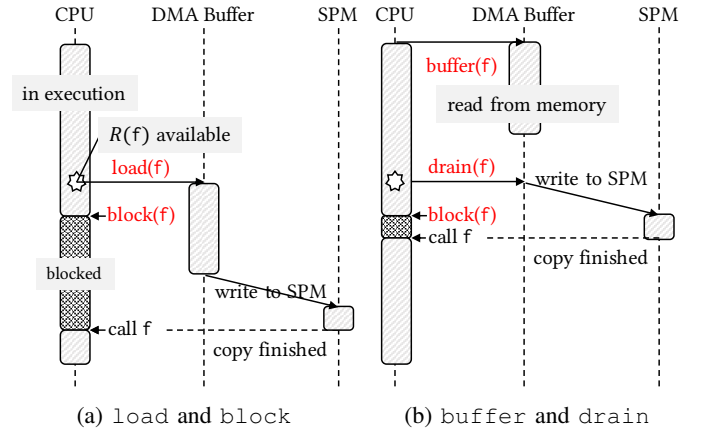 CPU DMA Buffer SPM
in execution
R(f) available
load(f)
block(f)
blocked
write to SPM
call f
copy finished
(a) load and block
CPU DMA Buffer SPM
buffer(f)
read from memory
drain(f)
write to SPM
block(f)
call f
copy finished
(b) buffer and drain